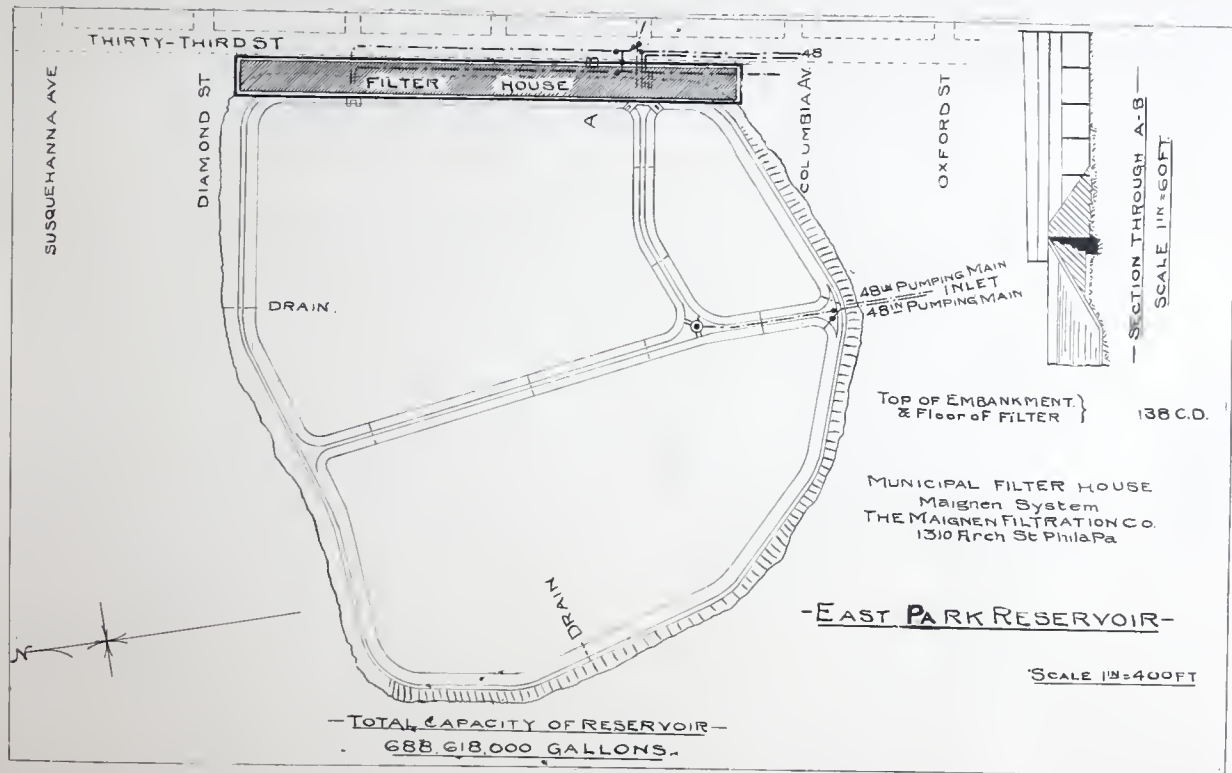 THIRTY-THIRD ST
48
SUSQUEHANNA AVE
DIAMOND ST
FILTER HOUSE
B
A
COLUMBIA AV.
OXFORD ST
—SECTION THROUGH A-B—
SCALE 1IN=60FT.
DRAIN.
48IN PUMPING MAIN
INLET
48IN PUMPING MAIN
TOP OF EMBANKMENT.}
& Floor of FILTER
138 C.D.
MUNICIPAL FILTER HOUSE
Maignen System
THE MAIGNEN FILTRATION CO.
1310 Arch St Phila Pa
DRAIN
-EAST PARK RESERVOIR-
SCALE 1IN=400FT
N
—TOTAL CAPACITY OF RESERVOIR—
688.618.000 GALLONS.